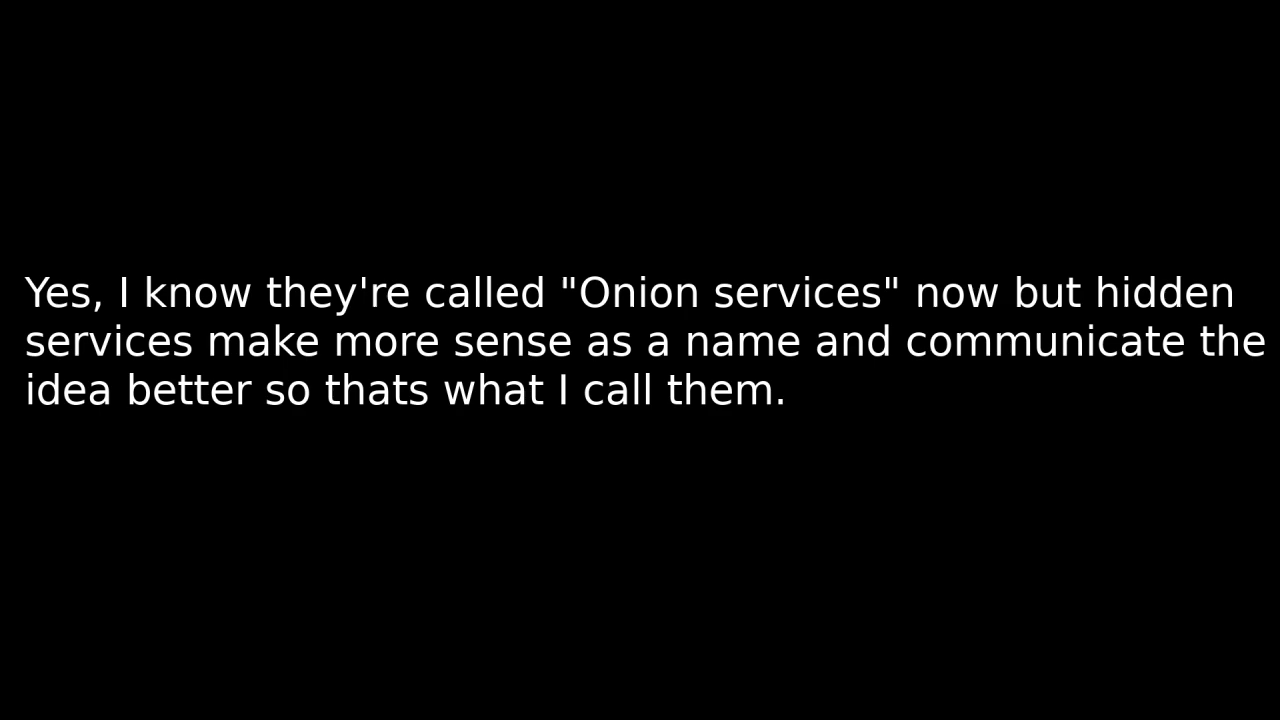 Yes, I know they're called "Onion services" now but hidden
services make more sense as a name and communicate the
idea better so thats what I call them.